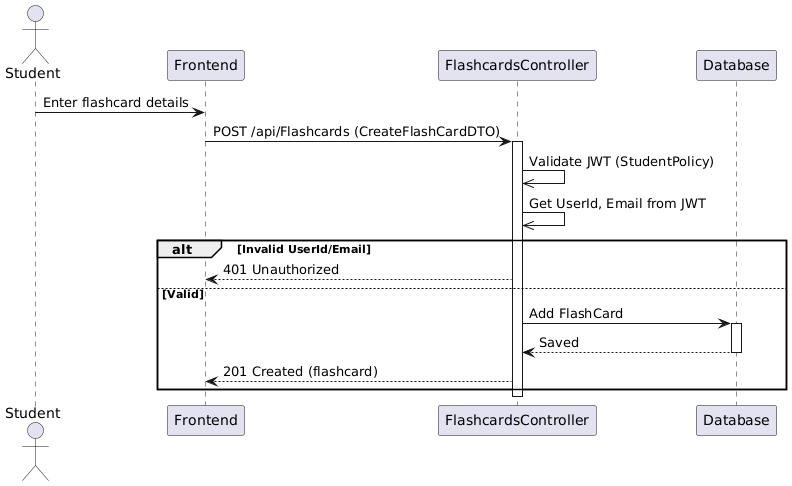 Student
Frontend
FlashcardsController
Database
Enter flashcard details
POST /api/Flashcards (CreateFlashCardDTO)
Validate JWT (StudentPolicy)
Get UserId, Email from JWT
alt
[Invalid UserId/Email]
401 Unauthorized
[Valid]
Add FlashCard
Saved
201 Created (flashcard)
Student
Frontend
FlashcardsController
Database